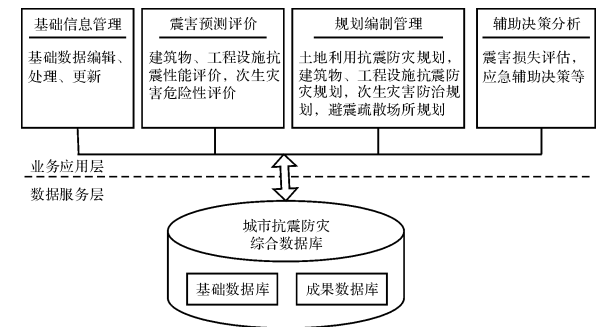 基础信息管理
基础数据编辑、
处理、更新
震害预测评价
建筑物、工程设施抗
震性能评价，次生灾
害危险性评价
规划编制管理
土地利用抗震防灾规划，
建筑物、工程设施抗震防
灾规划，次生灾害防治规
划，避震疏散场所规划
辅助决策分析
震害损失评估，
应急辅助决策等
业务应用层
数据服务层
城市抗震防灾
综合数据库
基础数据库
成果数据库